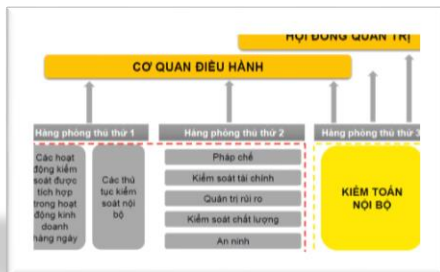 HỘI ĐỒNG QUẢN TRỊ
CƠ QUAN ĐIỀU HÀNH
Hàng phòng thủ thứ 1
Hàng phòng thủ thứ 2
Hàng phòng thủ thứ 3
Các hoạt
động kiểm
soát được
tích hợp
trong hoạt
động kinh
doanh
hàng ngày
Các thủ
tục kiểm
soát nội
bộ
Pháp chế
Kiểm soát tài chính
Quản trị rủi ro
Kiểm soát chất lượng
An ninh
KIỂM TOÁN
NỘI BỘ